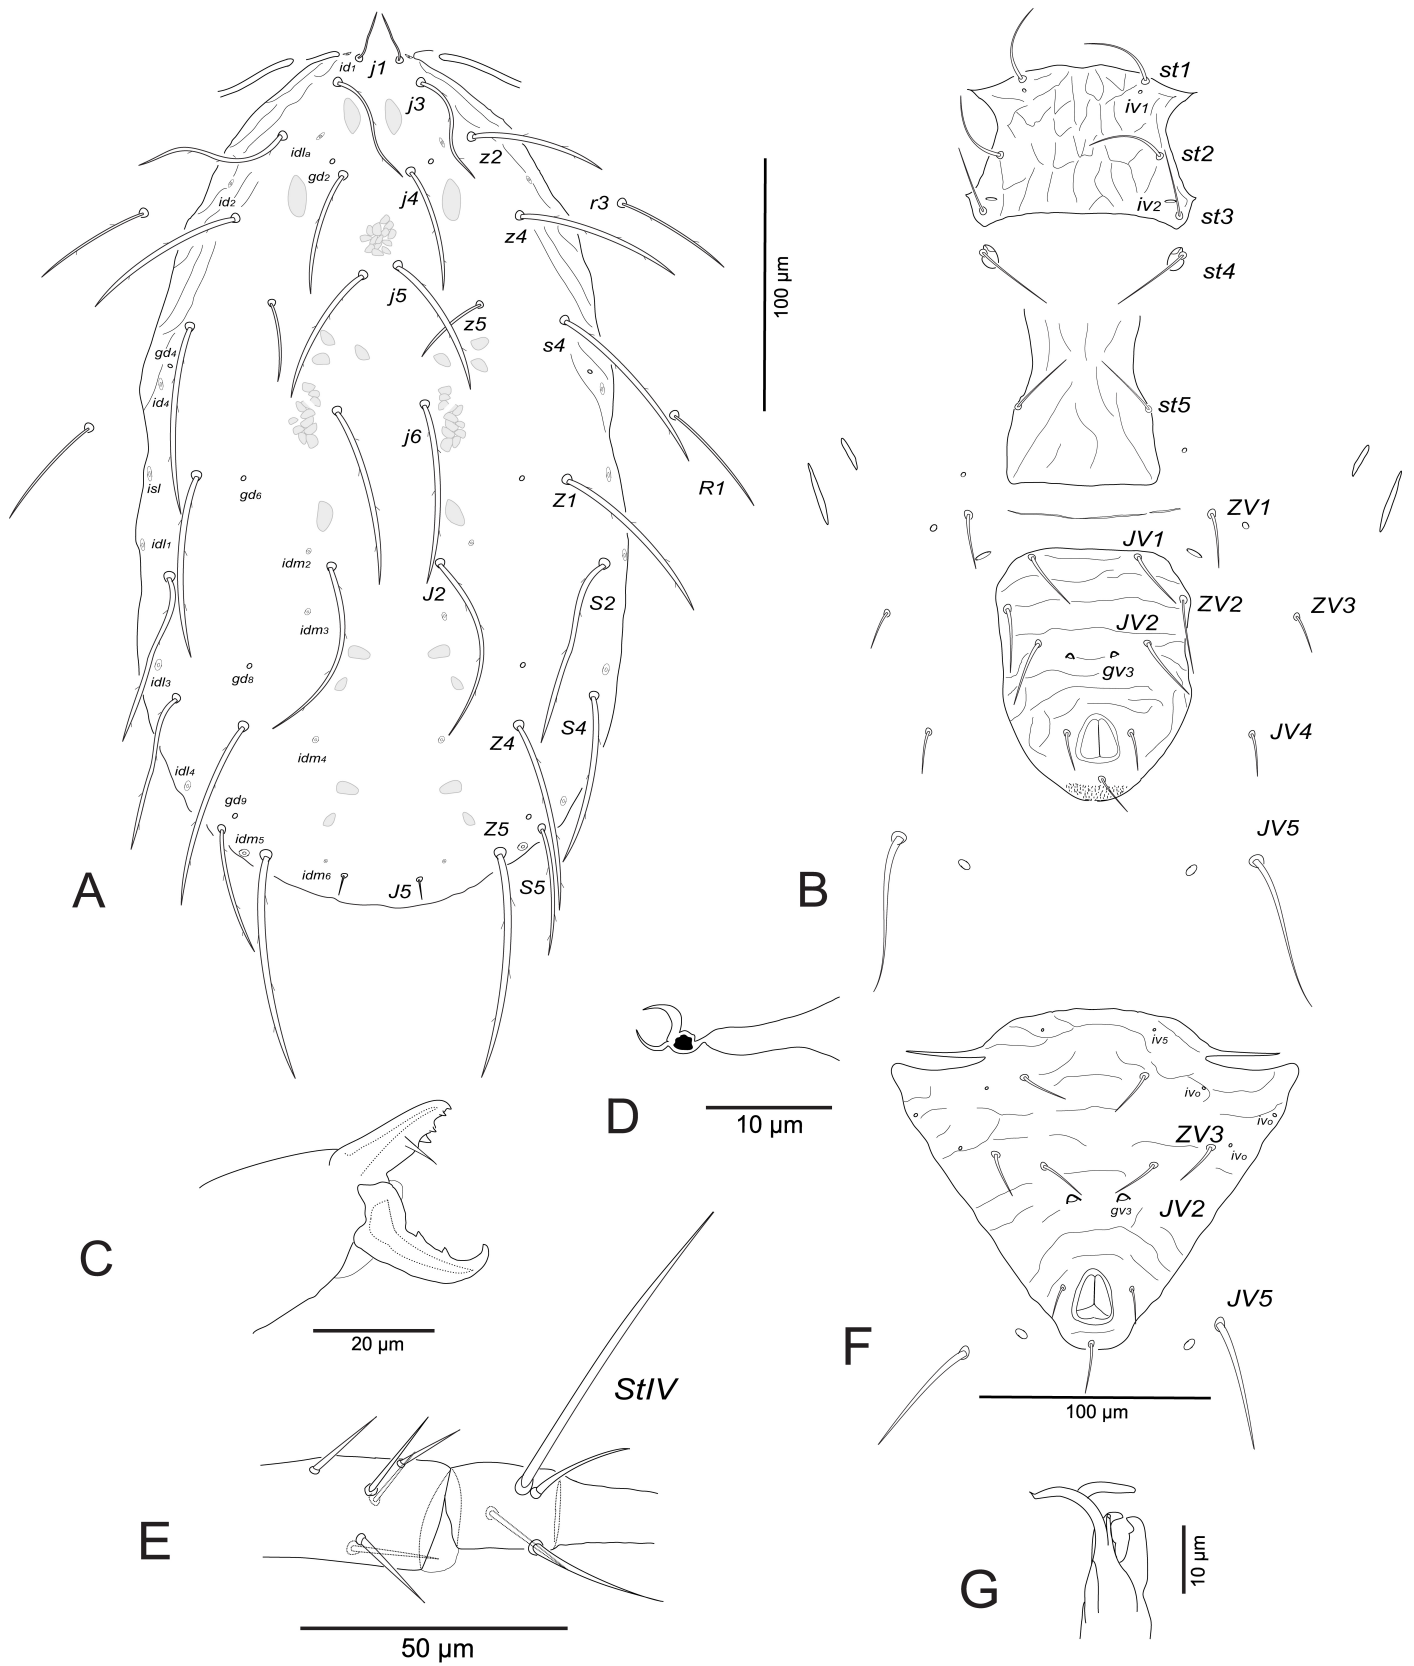 id1
j1
j3
z2
idla
gd2
j4
r3
id2
z4
j5
z5
s4
gd4
id4
j6
R1
isl
gd6
Z1
idl1
idm2
J2
S2
idm3
idl3
gd8
Z4
S4
idm4
idl4
gd9
Z5
idm5
idm6
J5
S5
A
100 µm
st1
iv1
st2
iv2
st3
st4
st5
ZV1
JV1
ZV2
ZV3
JV2
gv3
JV4
JV5
B
C
20 µm
D
10 µm
StIV
E
50 µm
iv5
ivo
ivo
ZV3
ivo
JV2
gv3
JV5
F
100 µm
G
10 µm